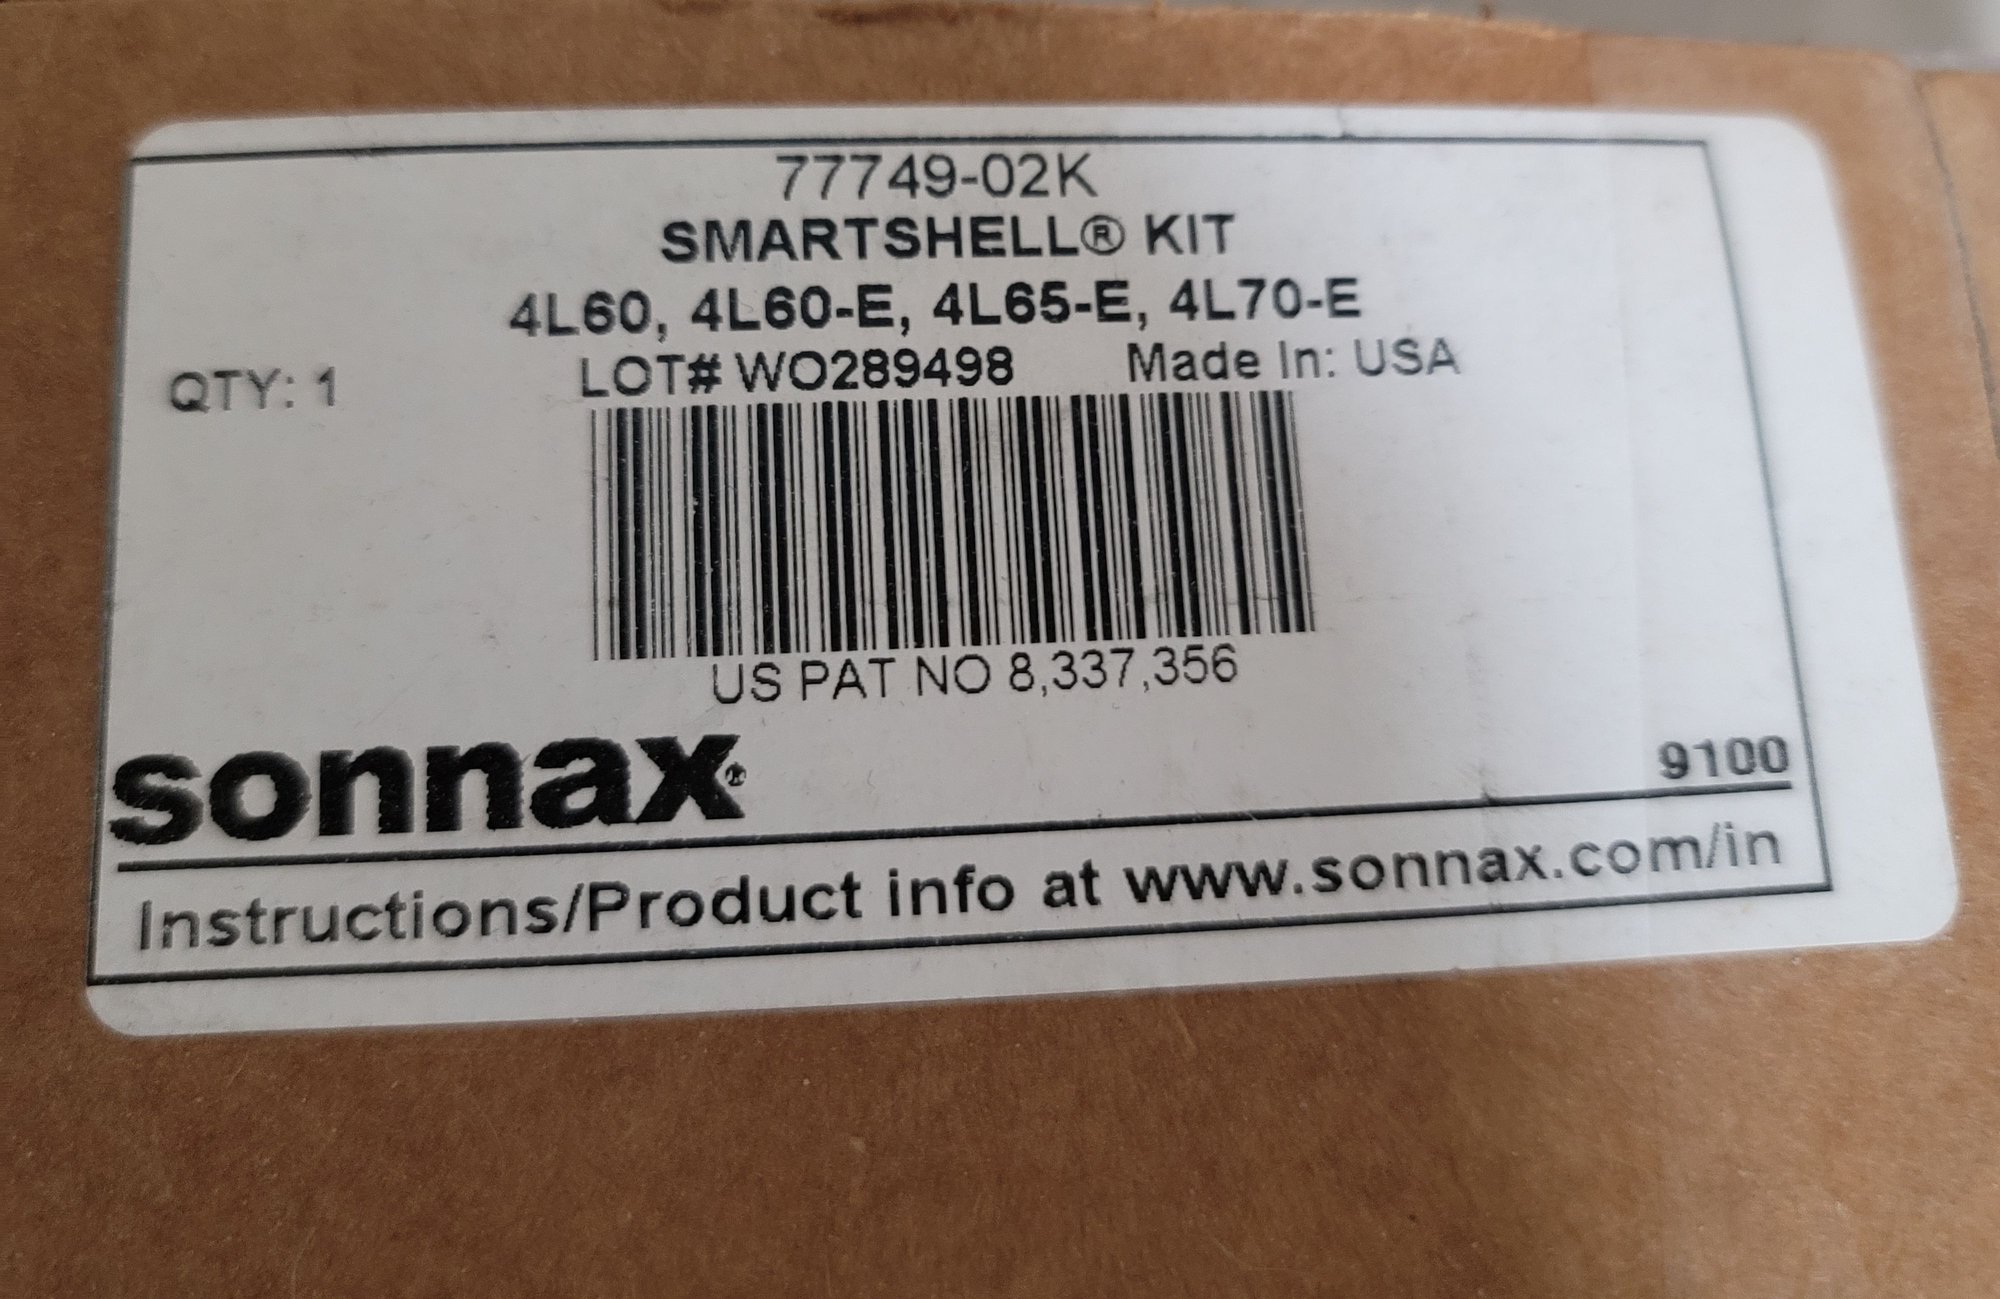 77749-02K
SMARTSHELL® KIT
4L60, 4L60-E, 4L65-E, 4L70-E
QTY: 1 LOT# WO289498 Made In: USA
US PAT NO 8,337,356
sonnax®
9100
Instructions/Product info at www.sonnax.com/in